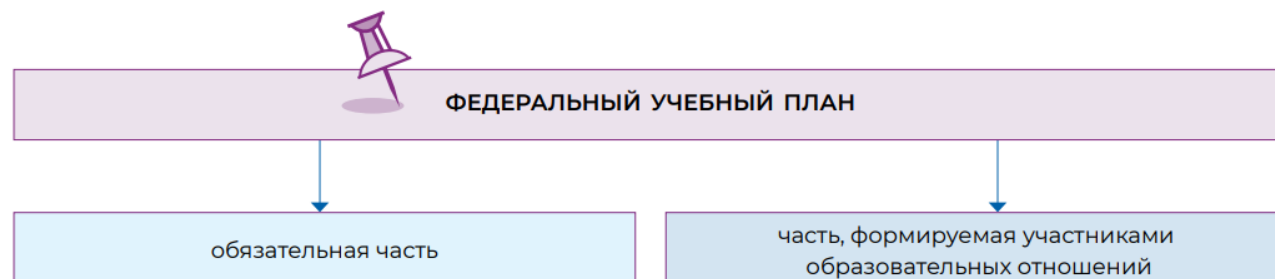 ФЕДЕРАЛЬНЫЙ УЧЕБНЫЙ ПЛАН
обязательная часть
часть, формируемая участниками
образовательных отношений